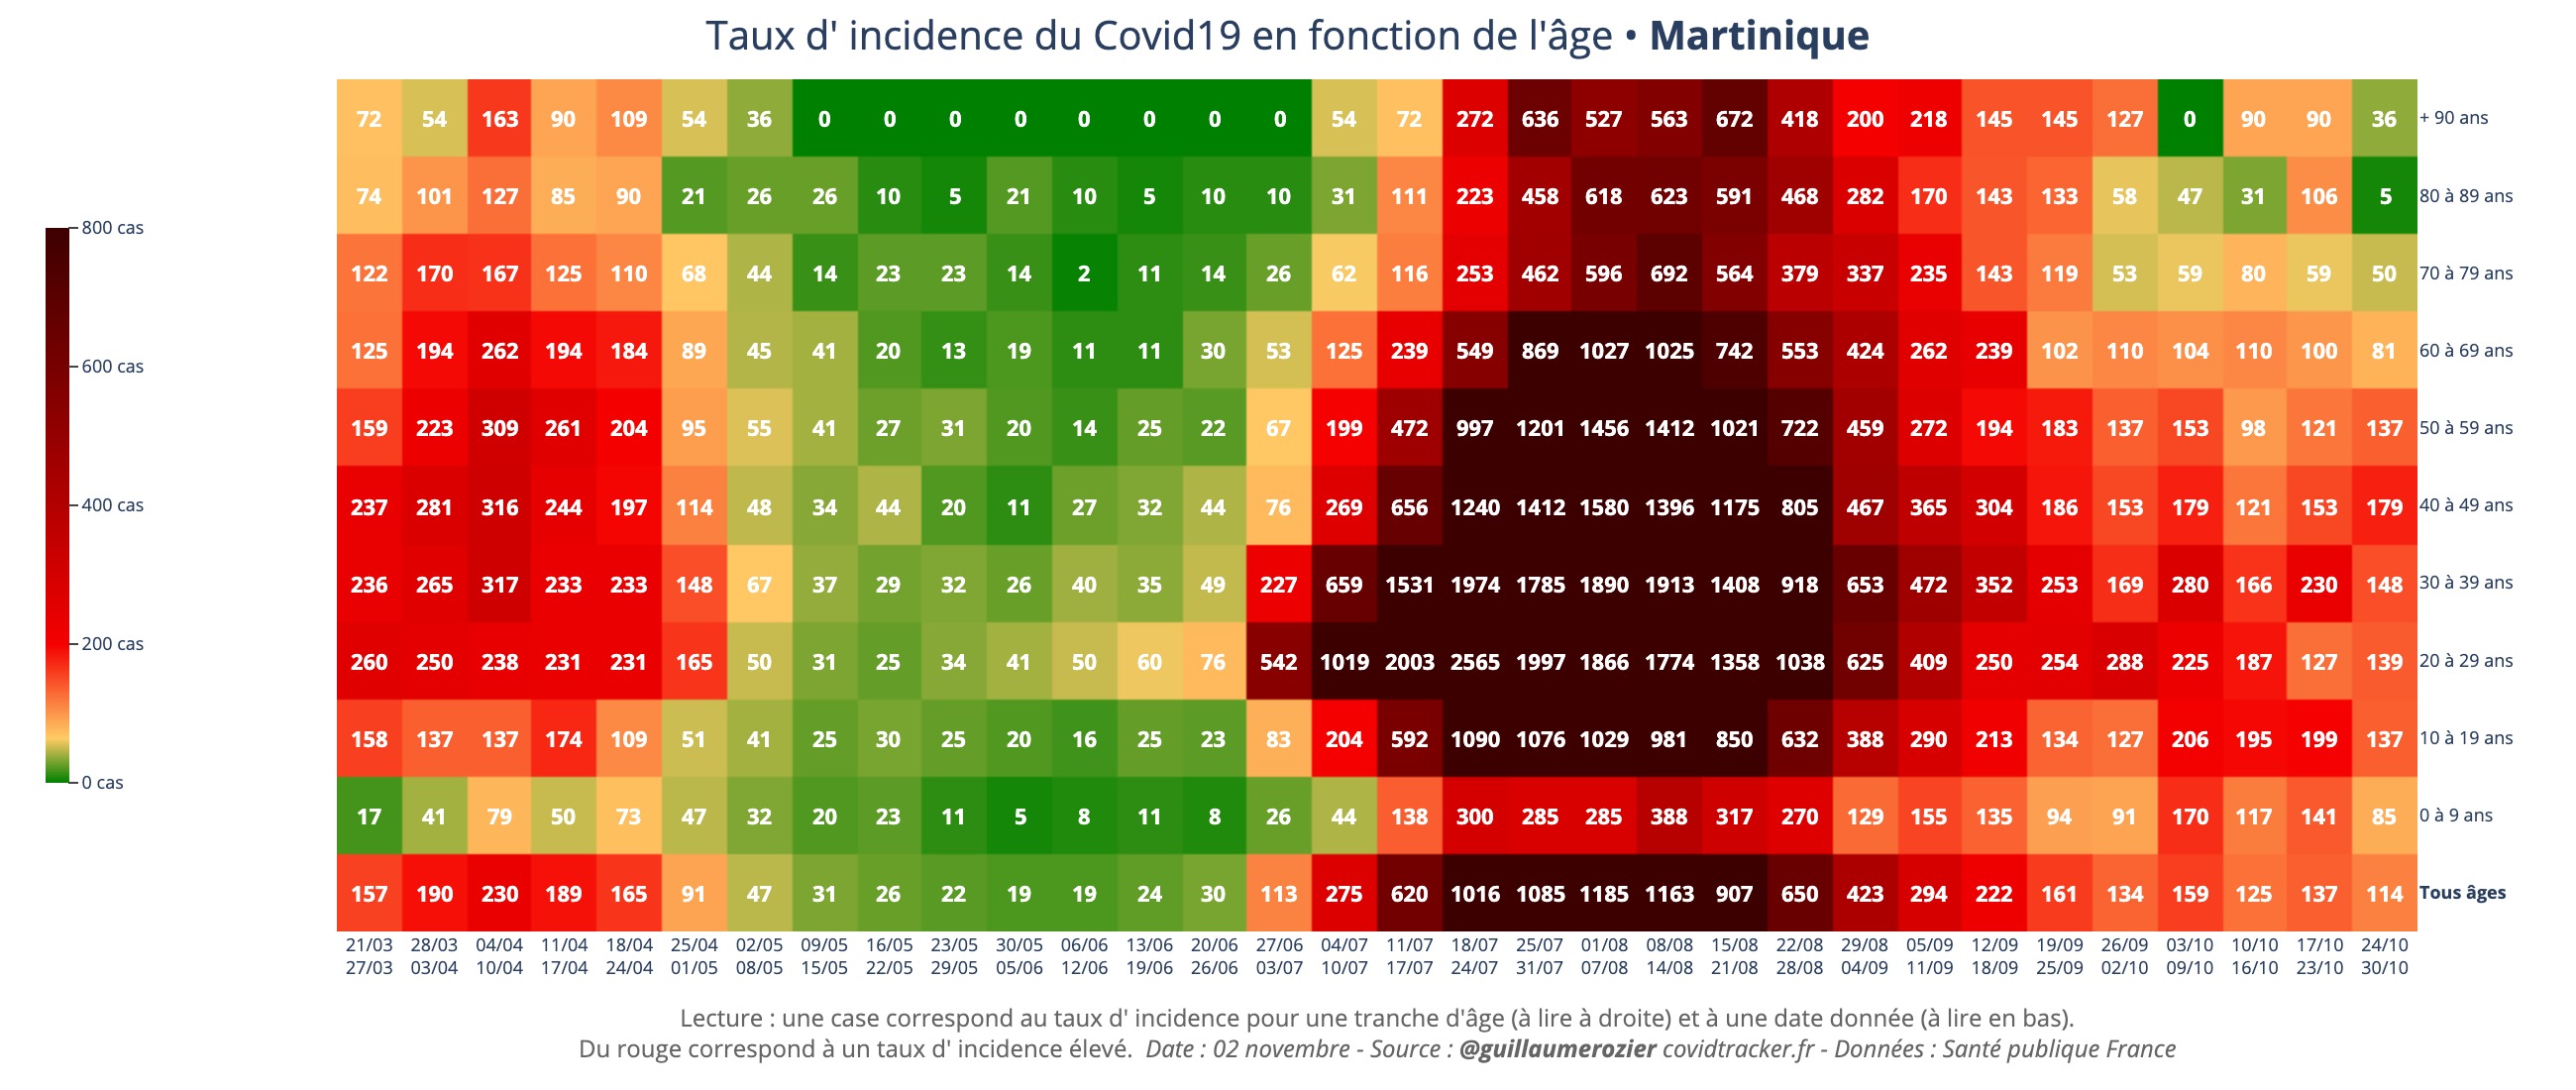 Taux d' incidence du Covid19 en fonction de l'âge • Martinique
72 54 163 90 109 54 36 0 0 0 0 0 0 0 0 54 72 272 636 527 563 672 418 200 218 145 145 127 0 90 90 36 + 90 ans
74 101 127 85 90 21 26 26 10 5 21 10 5 10 10 31 111 223 458 618 623 591 468 282 170 143 133 58 47 31 106 5 80 à 89 ans
800 cas
122 170 167 125 110 68 44 14 23 23 14 2 11 14 26 62 116 253 462 596 692 564 379 337 235 143 119 53 59 80 59 50 70 à 79 ans
125 194 262 194 184 89 45 41 20 13 19 11 11 30 53 125 239 549 869 1027 1025 742 553 424 262 239 102 110 104 110 100 81 60 à 69 ans
600 cas
159 223 309 261 204 95 55 41 27 31 20 14 25 22 67 199 472 997 1201 1456 1412 1021 722 459 272 194 183 137 153 98 121 137 50 à 59 ans
400 cas
237 281 316 244 197 114 48 34 44 20 11 27 32 44 76 269 656 1240 1412 1580 1396 1175 805 467 365 304 186 153 179 121 153 179 40 à 49 ans
236 265 317 233 233 148 67 37 29 32 26 40 35 49 227 659 1531 1974 1785 1890 1913 1408 918 653 472 352 253 169 280 166 230 148 30 à 39 ans
200 cas
260 250 238 231 231 165 50 31 25 34 41 50 60 76 542 1019 2003 2565 1997 1866 1774 1358 1038 625 409 250 254 288 225 187 127 139 20 à 29 ans
158 137 137 174 109 51 41 25 30 25 20 16 25 23 83 204 592 1090 1076 1029 981 850 632 388 290 213 134 127 206 195 199 137 10 à 19 ans
0 cas
17 41 79 50 73 47 32 20 23 11 5 8 11 8 26 44 138 300 285 285 388 317 270 129 155 135 94 91 170 117 141 85 0 à 9 ans
157 190 230 189 165 91 47 31 26 22 19 19 24 30 113 275 620 1016 1085 1185 1163 907 650 423 294 222 161 134 159 125 137 114 Tous âges
21/03 28/03 04/04 11/04 18/04 25/04 02/05 09/05 16/05 23/05 30/05 06/06 13/06 20/06 27/06 04/07 11/07 18/07 25/07 01/08 08/08 15/08 22/08 29/08 05/09 12/09 19/09 26/09 03/10 10/10 17/10 24/10
27/03 03/04 10/04 17/04 24/04 01/05 08/05 15/05 22/05 29/05 05/06 12/06 19/06 26/06 03/07 10/07 17/07 24/07 31/07 07/08 14/08 21/08 28/08 04/09 11/09 18/09 25/09 02/10 09/10 16/10 23/10 30/10
Lecture : une case correspond au taux d' incidence pour une tranche d'âge (à lire à droite) et à une date donnée (à lire en bas).
Du rouge correspond à un taux d' incidence élevé. Date : 02 novembre - Source : @guillaumerozier covidtracker.fr - Données : Santé publique France